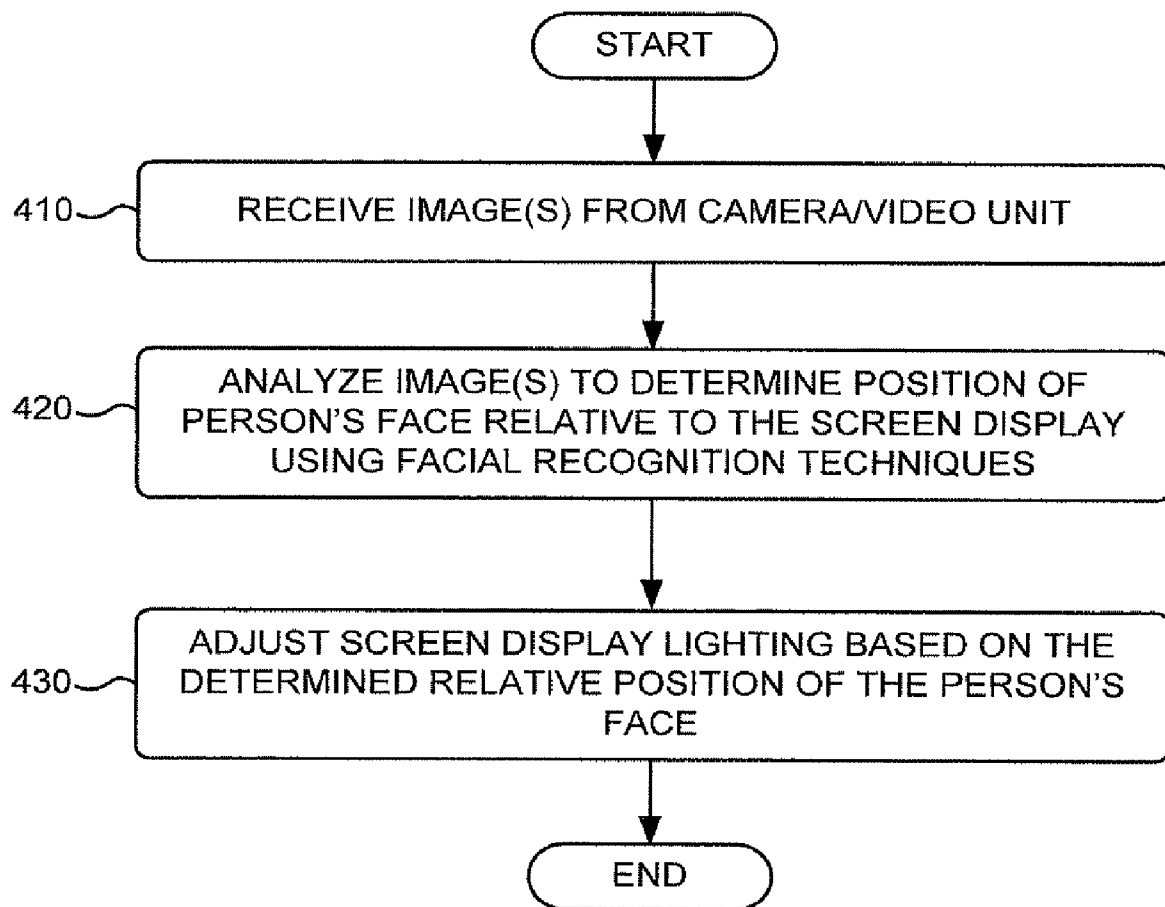 START
410
RECEIVE IMAGE(S) FROM CAMERA/VIDEO UNIT
420
ANALYZE IMAGE(S) TO DETERMINE POSITION OF
PERSON'S FACE RELATIVE TO THE SCREEN DISPLAY
USING FACIAL RECOGNITION TECHNIQUES
430
ADJUST SCREEN DISPLAY LIGHTING BASED ON THE
DETERMINED RELATIVE POSITION OF THE PERSON'S
FACE
END